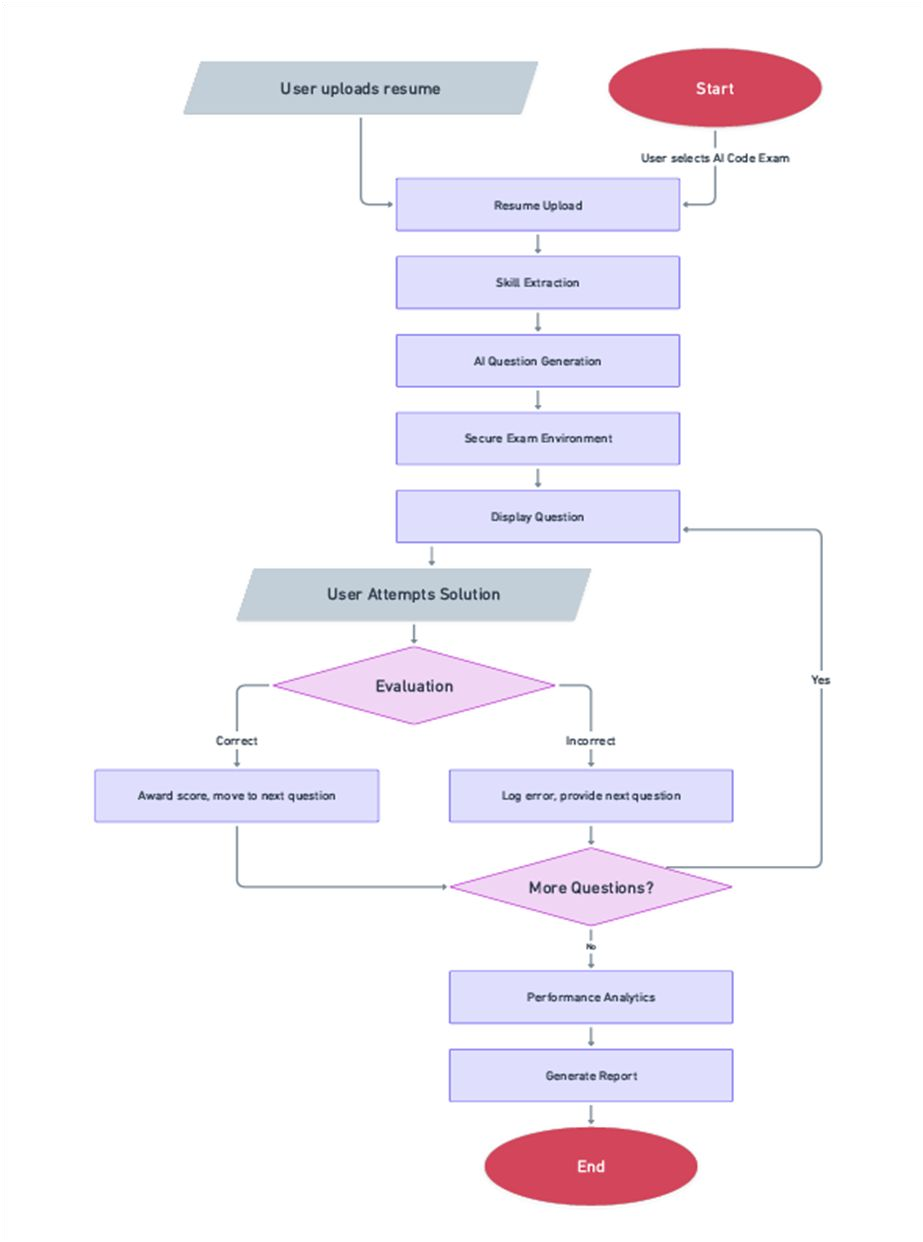 User uploads resume
Start
User selects AI Code Exam
Resume Upload
Skill Extraction
AI Question Generation
Secure Exam Environment
Display Question
User Attempts Solution
Evaluation
Yes
Correct
Incorrect
Award score, move to next question
Log error, provide next question
More Questions?
No
Performance Analytics
Generate Report
End